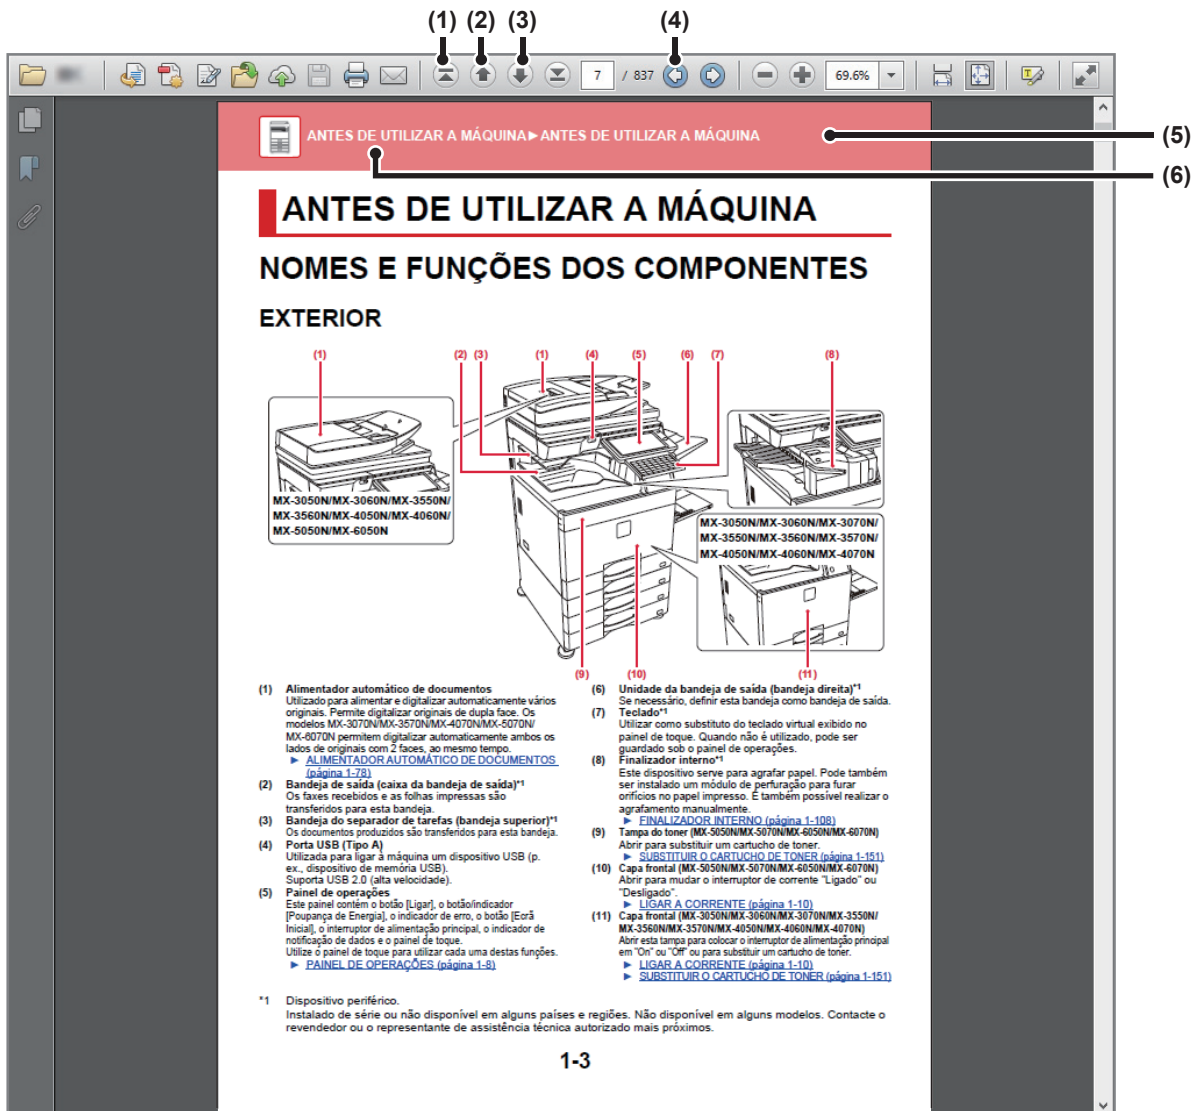 (1) (2) (3) (4)
7 / 837 69.6%
ANTES DE UTILIZAR A MÁQUINA►ANTES DE UTILIZAR A MÁQUINA
(5)
(6)
ANTES DE UTILIZAR A MÁQUINA
NOMES E FUNÇÕES DOS COMPONENTES
EXTERIOR
(1) (2) (3) (1) (4) (5) (6) (7) (8)
MX-3050N/MX-3060N/MX-3550N/
MX-3560N/MX-4050N/MX-4060N/
MX-5050N/MX-6050N
MX-3050N/MX-3060N/MX-3070N/
MX-3550N/MX-3560N/MX-3570N/
MX-4050N/MX-4060N/MX-4070N
(9) (10) (11)
(1) Alimentador automático de documentos
Utilizado para alimentar e digitalizar automaticamente vários
originais. Permite digitalizar originais de dupla face. Os
modelos MX-3070N/MX-3570N/MX-4070N/MX-5070N/
MX-6070N permitem digitalizar automaticamente ambos os
lados de originais com 2 faces, ao mesmo tempo.
► ALIMENTADOR AUTOMÁTICO DE DOCUMENTOS
(página 1-78)
(2) Bandeja de saída (caixa da bandeja de saída)*1
Os faxes recebidos e as folhas impressas são
transferidos para esta bandeja.
(3) Bandeja do separador de tarefas (bandeja superior)*1
Os documentos produzidos são transferidos para esta bandeja.
(4) Porta USB (Tipo A)
Utilizada para ligar à máquina um dispositivo USB (p.
ex., dispositivo de memória USB).
Suporta USB 2.0 (alta velocidade).
(5) Painel de operações
Este painel contém o botão [Ligar], o botão/indicador
[Poupança de Energia], o indicador de erro, o botão [Ecrã
Inicial], o interruptor de alimentação principal, o indicador de
notificação de dados e o painel de toque.
Utilize o painel de toque para utilizar cada uma destas funções.
► PAINEL DE OPERAÇÕES (página 1-8)
(6) Unidade da bandeja de saída (bandeja direita)*1
Se necessário, definir esta bandeja como bandeja de saída.
(7) Teclado*1
Utilizar como substituto do teclado virtual exibido no
painel de toque. Quando não é utilizado, pode ser
guardado sob o painel de operações.
(8) Finalizador interno*1
Este dispositivo serve para agrafar papel. Pode também
ser instalado um módulo de perfuração para furar
orifícios no papel impresso. É também possível realizar o
agrafamento manualmente.
► FINALIZADOR INTERNO (página 1-108)
(9) Tampa do toner (MX-5050N/MX-5070N/MX-6050N/MX-6070N)
Abrir para substituir um cartucho de toner.
► SUBSTITUIR O CARTUCHO DE TONER (página 1-151)
(10) Capa frontal (MX-5050N/MX-5070N/MX-6050N/MX-6070N)
Abrir para mudar o interruptor de corrente "Ligado" ou
"Desligado".
► LIGAR A CORRENTE (página 1-10)
(11) Capa frontal (MX-3050N/MX-3060N/MX-3070N/MX-3550N/
MX-3560N/MX-3570N/MX-4050N/MX-4060N/MX-4070N)
Abrir esta tampa para colocar o interruptor de alimentação principal
em "On" ou "Off" ou para substituir um cartucho de toner.
► LIGAR A CORRENTE (página 1-10)
► SUBSTITUIR O CARTUCHO DE TONER (página 1-151)
*1 Dispositivo periférico.
Instalado de série ou não disponível em alguns países e regiões. Não disponível em alguns modelos. Contacte o
revendedor ou o representante de assistência técnica autorizado mais próximos.
1-3